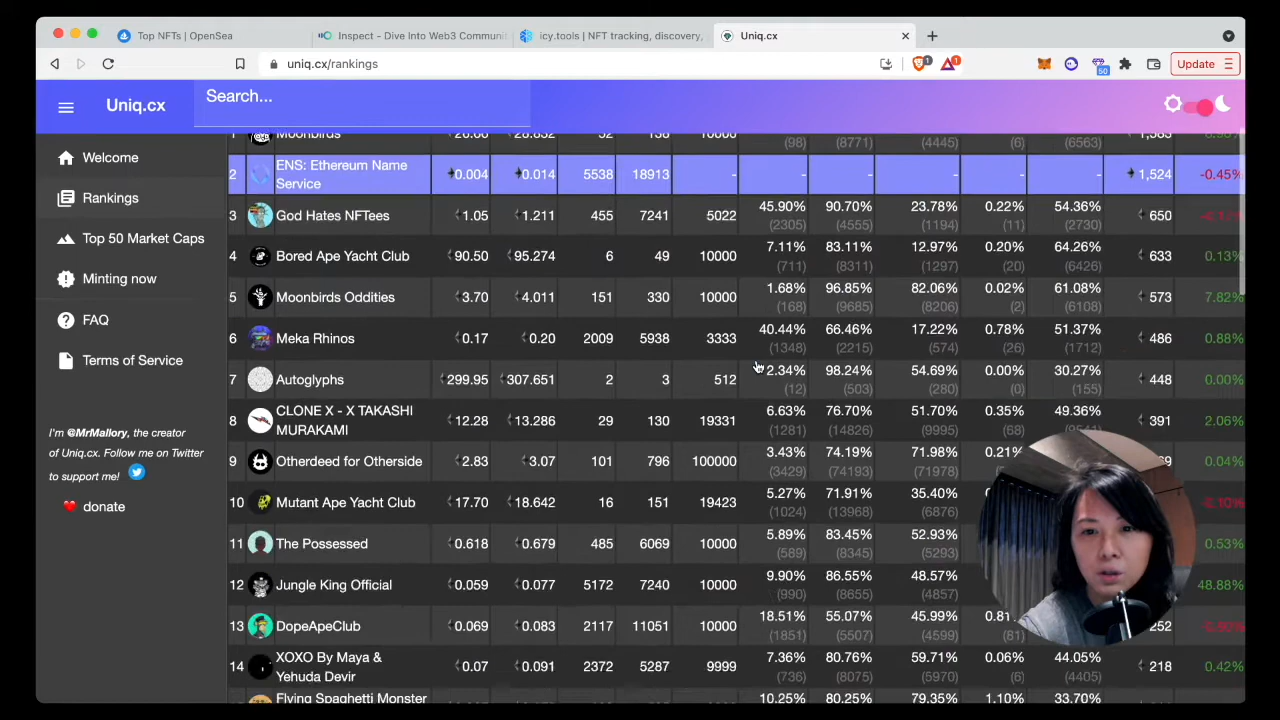 Top NFTs | OpenSea
Inspect - Dive Into Web3 Communi
icy.tools | NFT tracking, discovery,
Uniq.cx
uniq.cx/rankings
1
1
50
Update
Uniq.cx
Search...
Welcome
Rankings
Top 50 Market Caps
Minting now
FAQ
Terms of Service
I'm @MrMallory, the creator
of Uniq.cx. Follow me on Twitter
to support me!
donate
1 Moonbirds 10000
(98) (8771) (4445) (6) (6563)
2 ENS: Ethereum Name
Service
0.004 0.014 5538 18913 - - - - - - 1,524 -0.45%
3 God Hates NFTees 1.05 1.211 455 7241 5022 45.90% 90.70% 23.78% 0.22% 54.36% 650
(2305) (4555) (1194) (11) (2730)
4 Bored Ape Yacht Club 90.50 95.274 6 49 10000 7.11% 83.11% 12.97% 0.20% 64.26% 633 0.13%
(711) (8311) (1297) (20) (6426)
5 Moonbirds Oddities 3.70 4.011 151 330 10000 1.68% 96.85% 82.06% 0.02% 61.08% 573 7.82%
(168) (9685) (8206) (2) (6108)
6 Meka Rhinos 0.17 0.20 2009 5938 3333 40.44% 66.46% 17.22% 0.78% 51.37% 486 0.88%
(1348) (2215) (574) (26) (1712)
7 Autoglyphs 299.95 307.651 2 3 512 2.34% 98.24% 54.69% 0.00% 30.27% 448 0.00%
(12) (503) (280) (0) (155)
8 CLONE X - X TAKASHI
MURAKAMI
12.28 13.286 29 130 19331 6.63% 76.70% 51.70% 0.35% 49.36% 391 2.06%
(1281) (14826) (9995) (68)
9 Otherdeed for Otherside 2.83 3.07 101 796 100000 3.43% 74.19% 71.98% 0.21% 0.04%
(3429) (74193) (71978)
10 Mutant Ape Yacht Club 17.70 18.642 16 151 19423 5.27% 71.91% 35.40%
(1024) (13968) (6876)
11 The Possessed 0.618 0.679 485 6069 10000 5.89% 83.45% 52.93% 0.53%
(589) (8345) (5293)
12 Jungle King Official 0.059 0.077 5172 7240 10000 9.90% 86.55% 48.57% 48.88%
(990) (8655) (4857)
13 DopeApeClub 0.069 0.083 2117 11051 10000 18.51% 55.07% 45.99% 252
(1851) (5507) (4599) (81)
14 XOXO By Maya &
Yehuda Devir
0.07 0.091 2372 5287 9999 7.36% 80.76% 59.71% 0.06% 44.05% 218 0.42%
(736) (8075) (5970) (6) (4405)
Flying Spaghetti Monster 10.25% 80.25% 79.35% 1.10% 33.70%